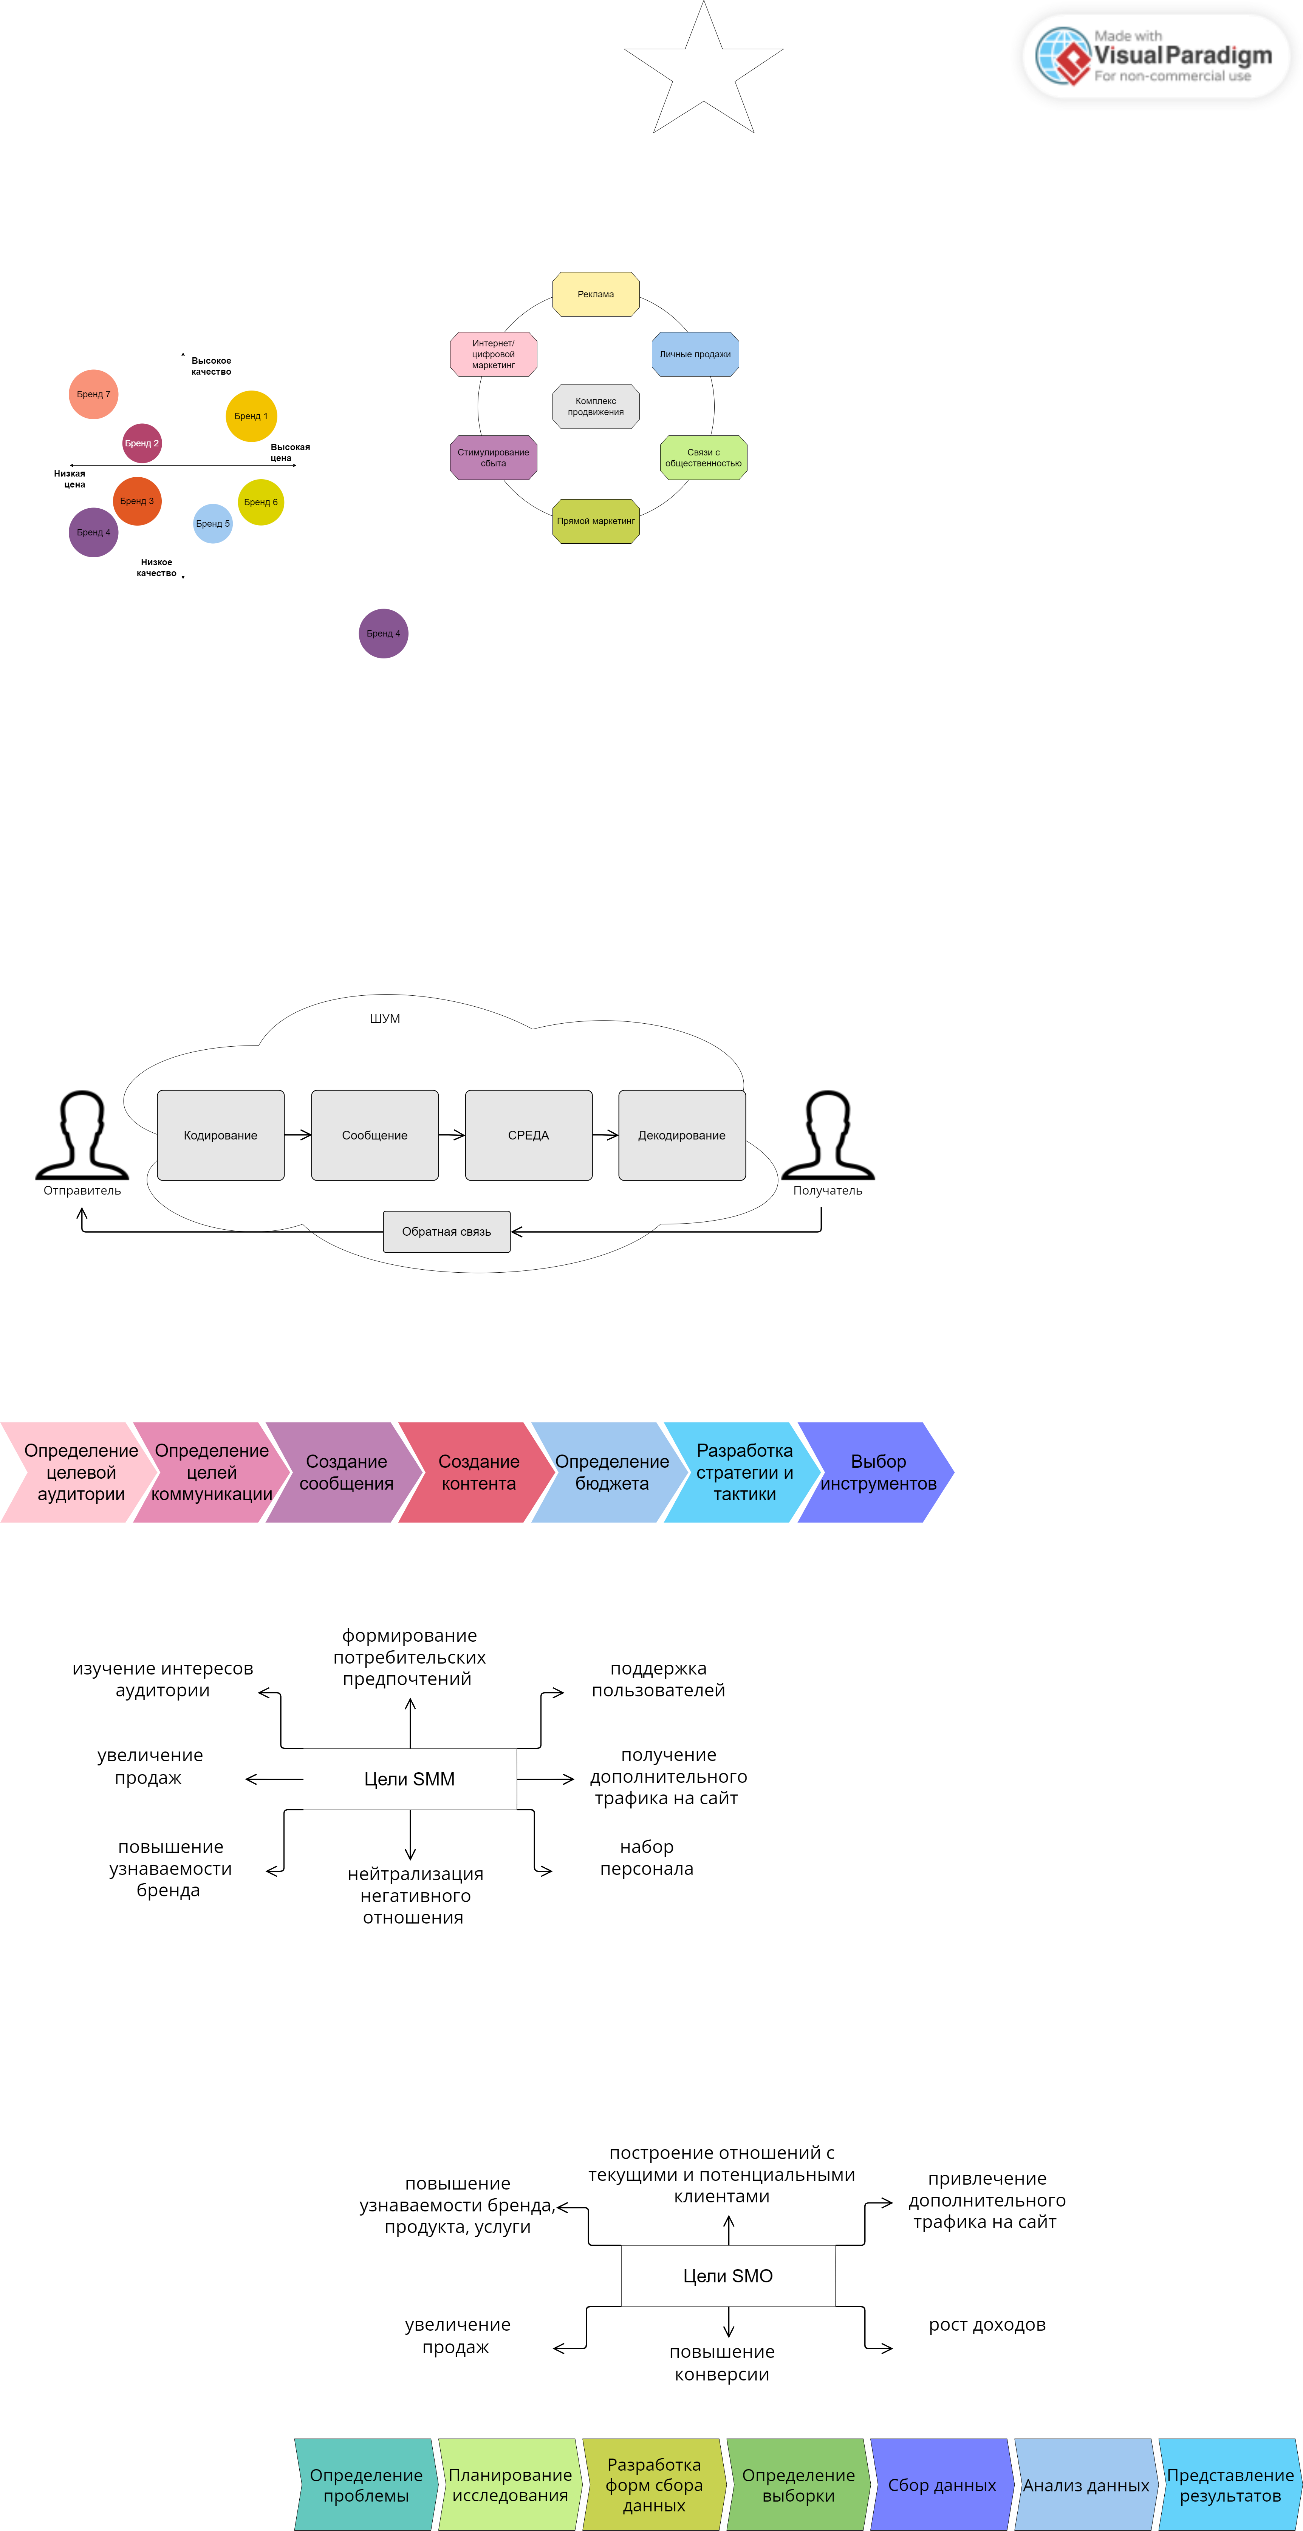 Made with
Visual Paradigm
For non-commercial use
Реклама
Интернет/
цифровой
маркетинг
Личные продажи
Комплекс
продвижения
Стимулирование
сбыта
Связи с
общественностью
Прямой маркетинг
Высокое
качество
Бренд 7
Бренд 1
Бренд 2
Высокая
цена
Низкая
цена
Бренд 3
Бренд 6
Бренд 5
Бренд 4
Низкое
качество
Бренд 4
ШУМ
Кодирование
Сообщение
СРЕДА
Декодирование
Отправитель
Получатель
Обратная связь
Определение
целевой
аудитории
Определение
целей
коммуникации
Создание
сообщения
Создание
контента
Определение
бюджета
Разработка
стратегии и
тактики
Выбор
инструментов
формирование
потребительских
предпочтений
изучение интересов
аудитории
поддержка
пользователей
увеличение
продаж
Цели SMM
получение
дополнительного
трафика на сайт
повышение
узнаваемости
бренда
нейтрализация
негативного
отношения
набор
персонала
построение отношений с
текущими и потенциальными
клиентами
повышение
узнаваемости бренда,
продукта, услуги
привлечение
дополнительного
трафика на сайт
Цели SMO
увеличение
продаж
повышение
конверсии
рост доходов
Определение
проблемы
Планирование
исследования
Разработка
форм сбора
данных
Определение
выборки
Сбор данных
Анализ данных
Представление
результатов